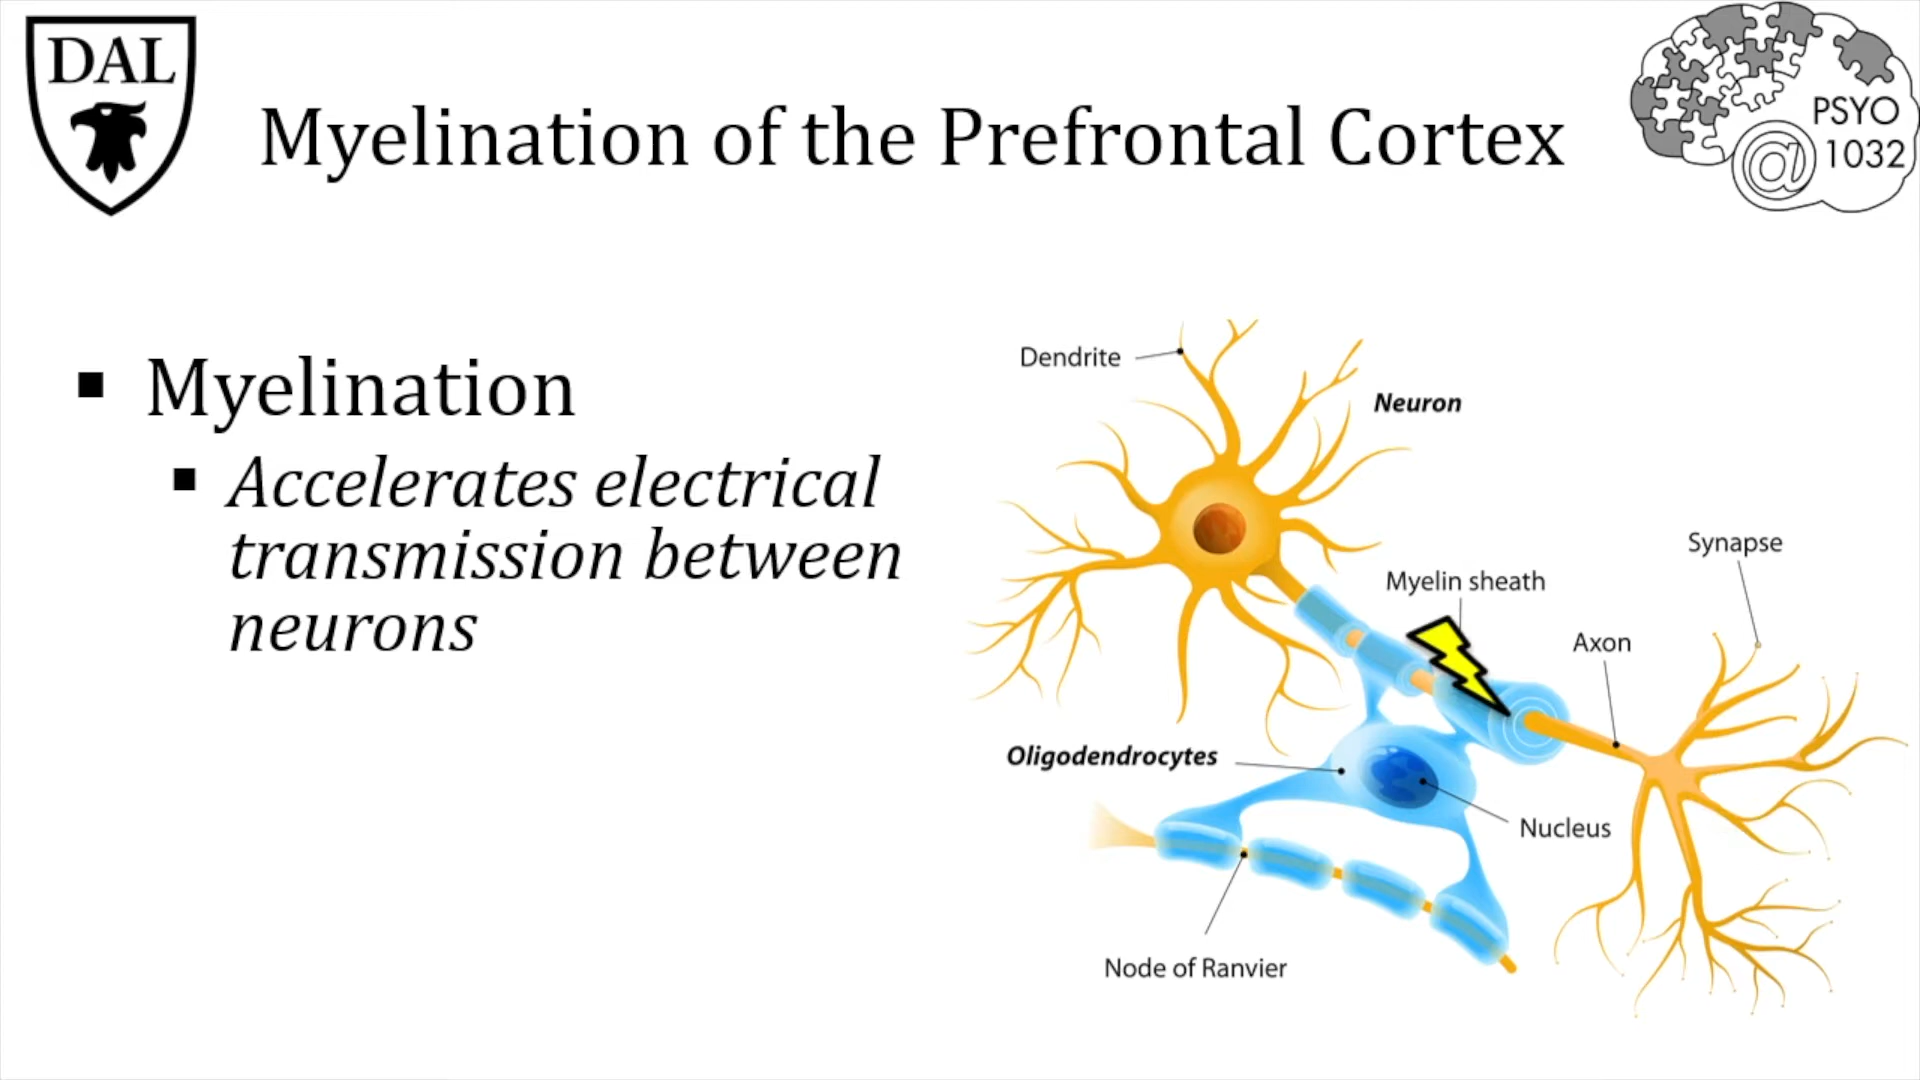 DAL
Myelination of the Prefrontal Cortex
PSYO
@ 1032
Myelination
Accelerates electrical
transmission between
neurons
Dendrite
Neuron
Synapse
Myelin sheath
Axon
Oligodendrocytes
Nucleus
Node of Ranvier